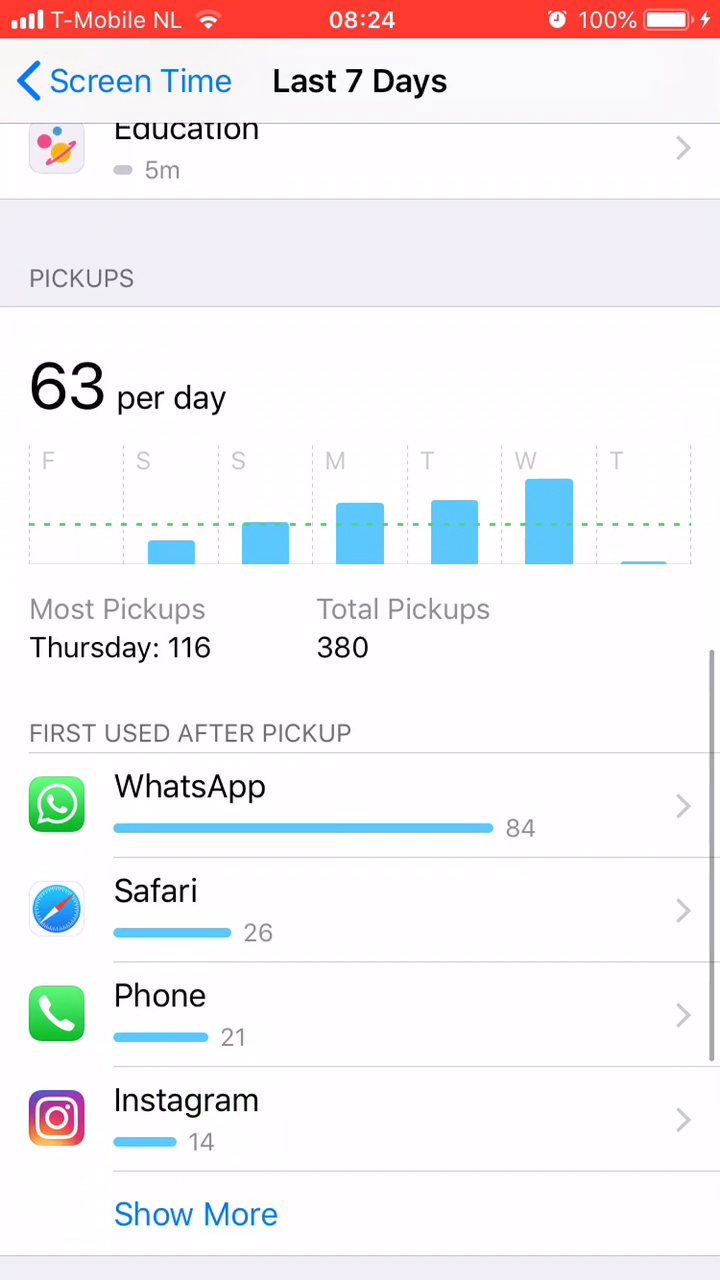 T-Mobile NL 08:24 100%
Screen Time Last 7 Days
Education
5m
PICKUPS
63 per day
F S S M T W T
Most Pickups Total Pickups
Thursday: 116 380
FIRST USED AFTER PICKUP
WhatsApp
84
Safari
26
Phone
21
Instagram
14
Show More